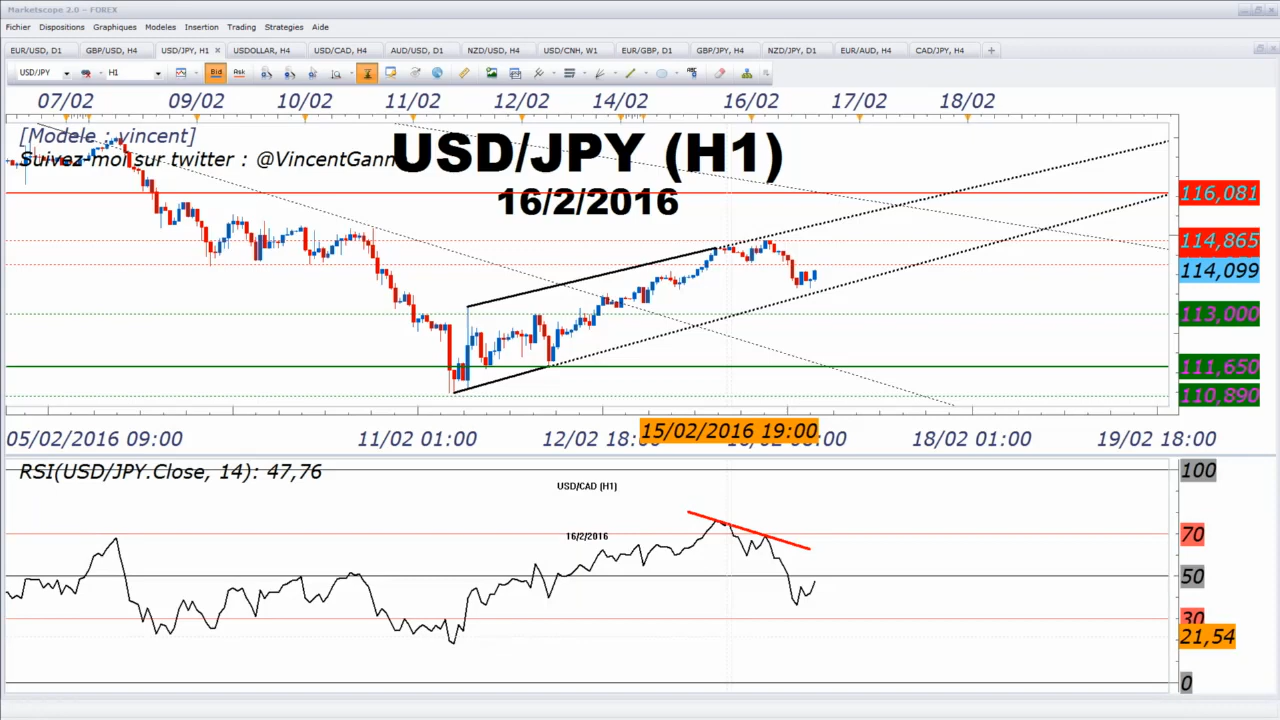 Marketscope 2.0 - FOREX
Fichier Dispositions Graphiques Modeles Insertion Trading Strategies Aide
EUR/USD, D1 GBP/USD, H4 USD/JPY, H1 USDOLLAR, H4 USD/CAD, H4 AUD/USD, D1 NZD/USD, H4 USD/CNH, W1 EUR/GBP, D1 GBP/JPY, H4 NZD/JPY, D1 EUR/AUD, H4 CAD/JPY, H4
USD/JPY H1 Bid Ask ABC
07/02 09/02 10/02 11/02 12/02 14/02 16/02 17/02 18/02
[Modele : vincent]
Suivez-moi sur twitter : @VincentGann
USD/JPY (H1)
16/2/2016
116,081
114,865
114,099
113,000
111,650
110,890
05/02/2016 09:00 11/02 01:00 12/02 18: 15/02/2016 19:00 :00 18/02 01:00 19/02 18:00
RSI(USD/JPY.Close, 14): 47,76
100
USD/CAD (H1)
16/2/2016
70
50
30
21,54
0